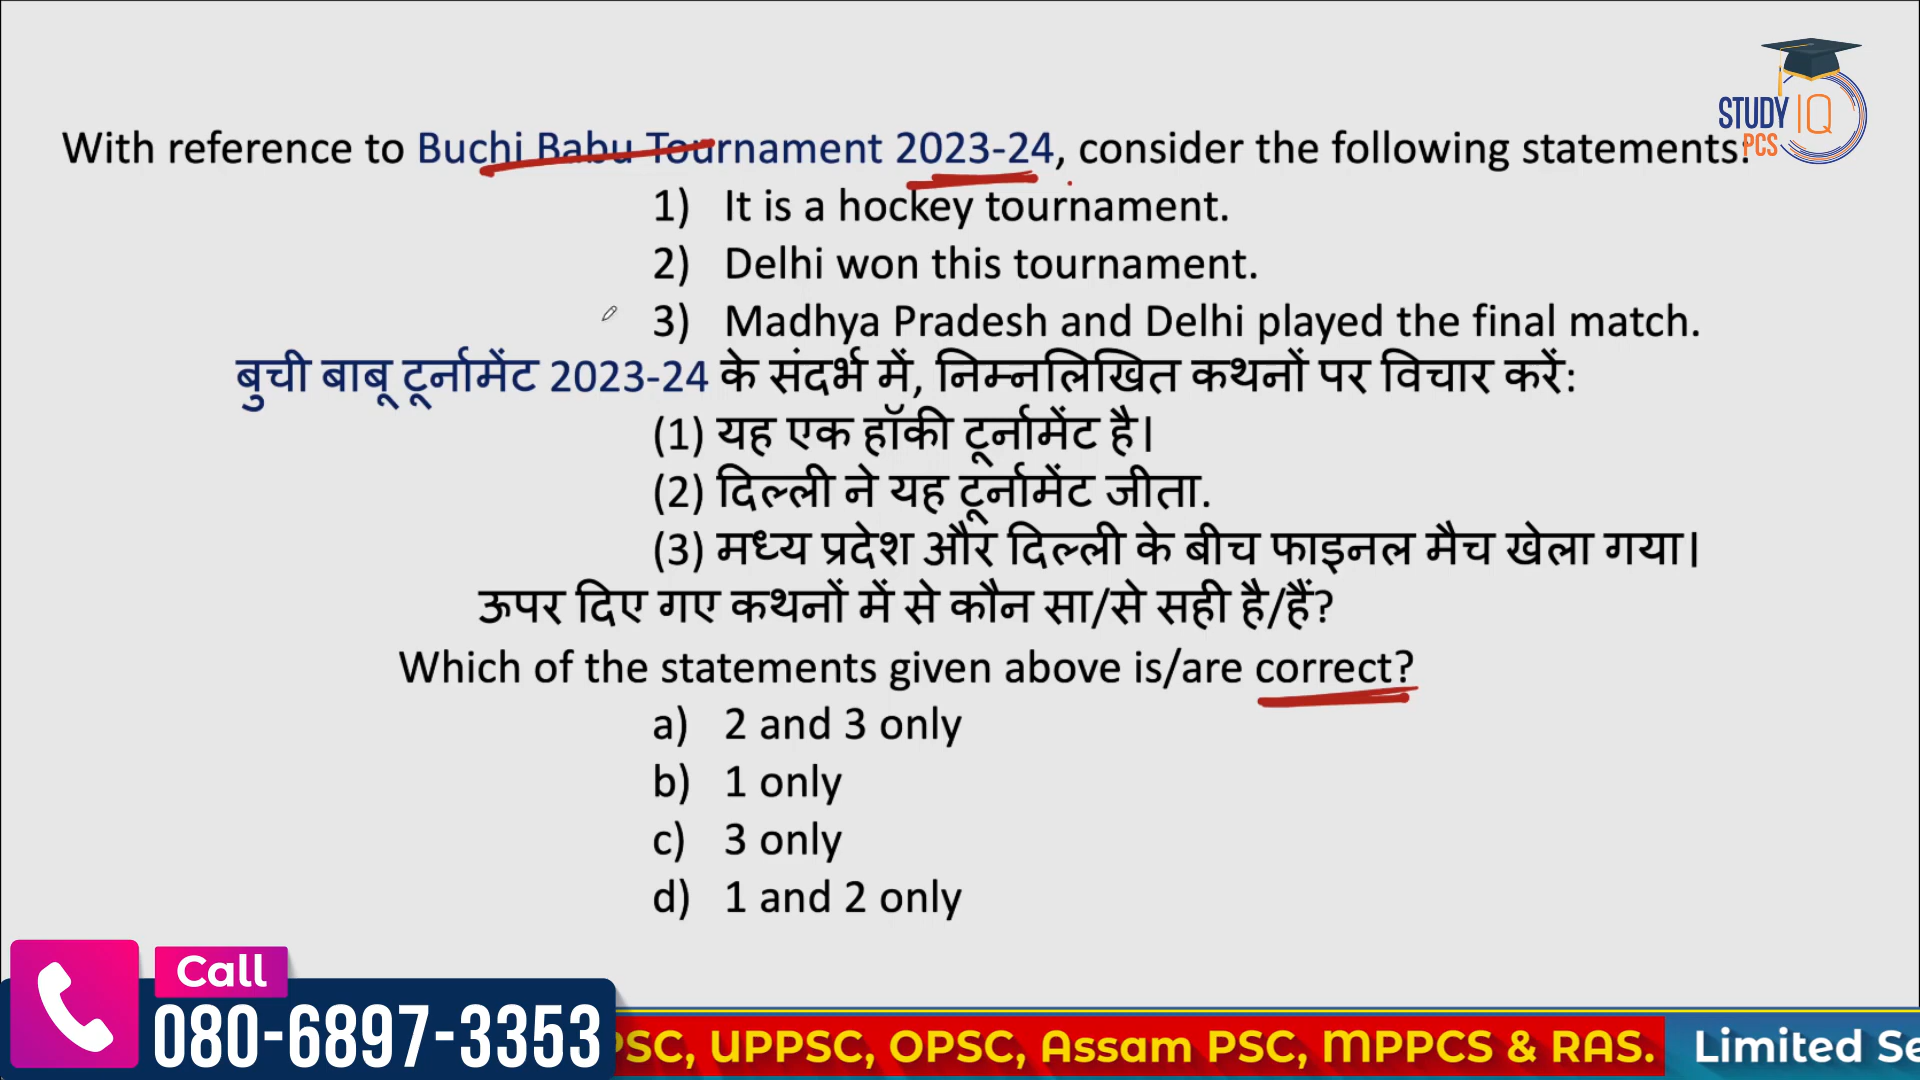 STUDY IQ
PCS
With reference to Buchi Babu Tournament 2023-24, consider the following statements:
1) It is a hockey tournament.
2) Delhi won this tournament.
3) Madhya Pradesh and Delhi played the final match.
बुची बाबू टूर्नामेंट 2023-24 के संदर्भ में, निम्नलिखित कथनों पर विचार करें:
(1) यह एक हॉकी टूर्नामेंट है।
(2) दिल्ली ने यह टूर्नामेंट जीता.
(3) मध्य प्रदेश और दिल्ली के बीच फाइनल मैच खेला गया।
ऊपर दिए गए कथनों में से कौन सा/से सही है/हैं?
Which of the statements given above is/are correct?
a) 2 and 3 only
b) 1 only
c) 3 only
d) 1 and 2 only
Call
080-6897-3353
PSC, UPPSC, OPSC, Assam PSC, MPPCS & RAS. Limited Se